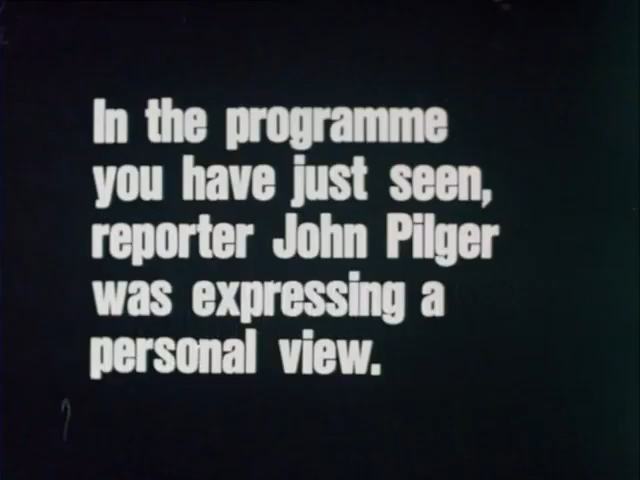 In the programme
you have just seen,
reporter John Pilger
was expressing a
personal view.